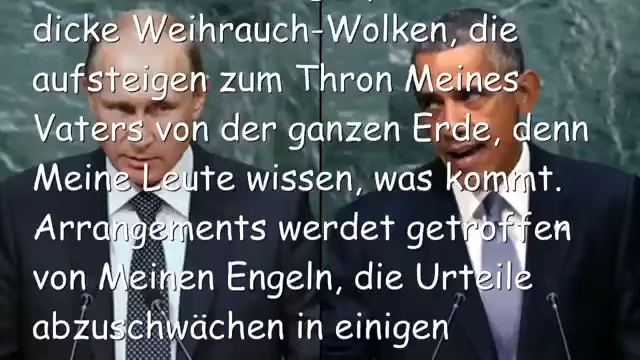 dicke Weihrauch-Wolken, die
aufsteigen zum Thron Meines
Vaters von der ganzen Erde, denn
Meine Leute wissen, was kommt.
Arrangements werdet getroffen
von Meinen Engeln, die Urteile
abzuschwächen in einigen